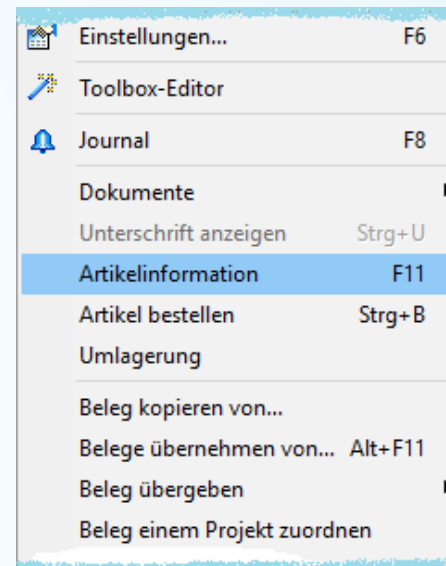 Einstellungen... F6
Toolbox-Editor
Journal F8
Dokumente
Unterschrift anzeigen Strg+U
Artikelinformation F11
Artikel bestellen Strg+B
Umlagerung
Beleg kopieren von...
Belege übernehmen von... Alt+F11
Beleg übergeben
Beleg einem Projekt zuordnen